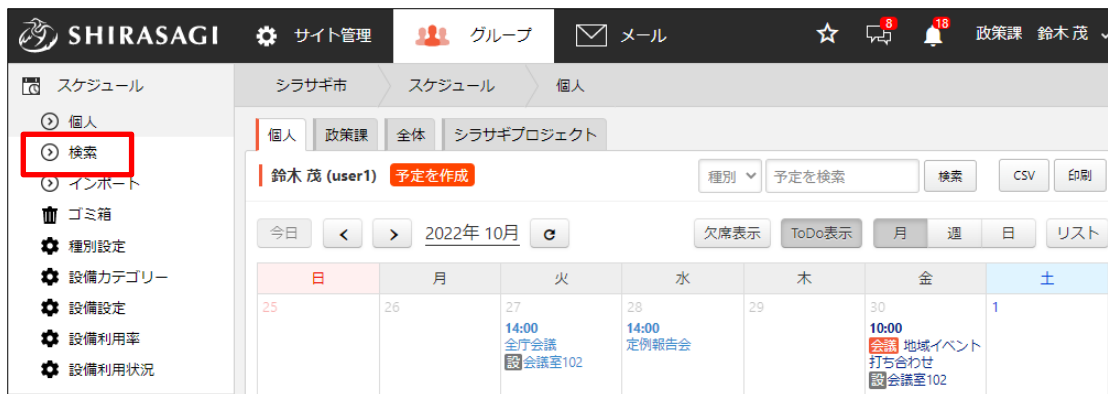 SHIRASAGI サイト管理 グループ メール 8 18 政策課 鈴木 茂
スケジュール
個人
検索
インポート
ゴミ箱
種別設定
設備カテゴリー
設備設定
設備利用率
設備利用状況
シラサギ市 スケジュール 個人
個人 政策課 全体 シラサギプロジェクト
鈴木 茂 (user1) 予定を作成 種別 予定を検索 検索 CSV 印刷
今日 < > 2022年 10月 欠席表示 ToDo表示 月 週 日 リスト
日 月 火 水 木 金 土
25 26 27 28 29 30 1
14:00 14:00 10:00
全庁会議 定例報告会 会議 地域イベント
設 会議室102 打ち合わせ
設 会議室102